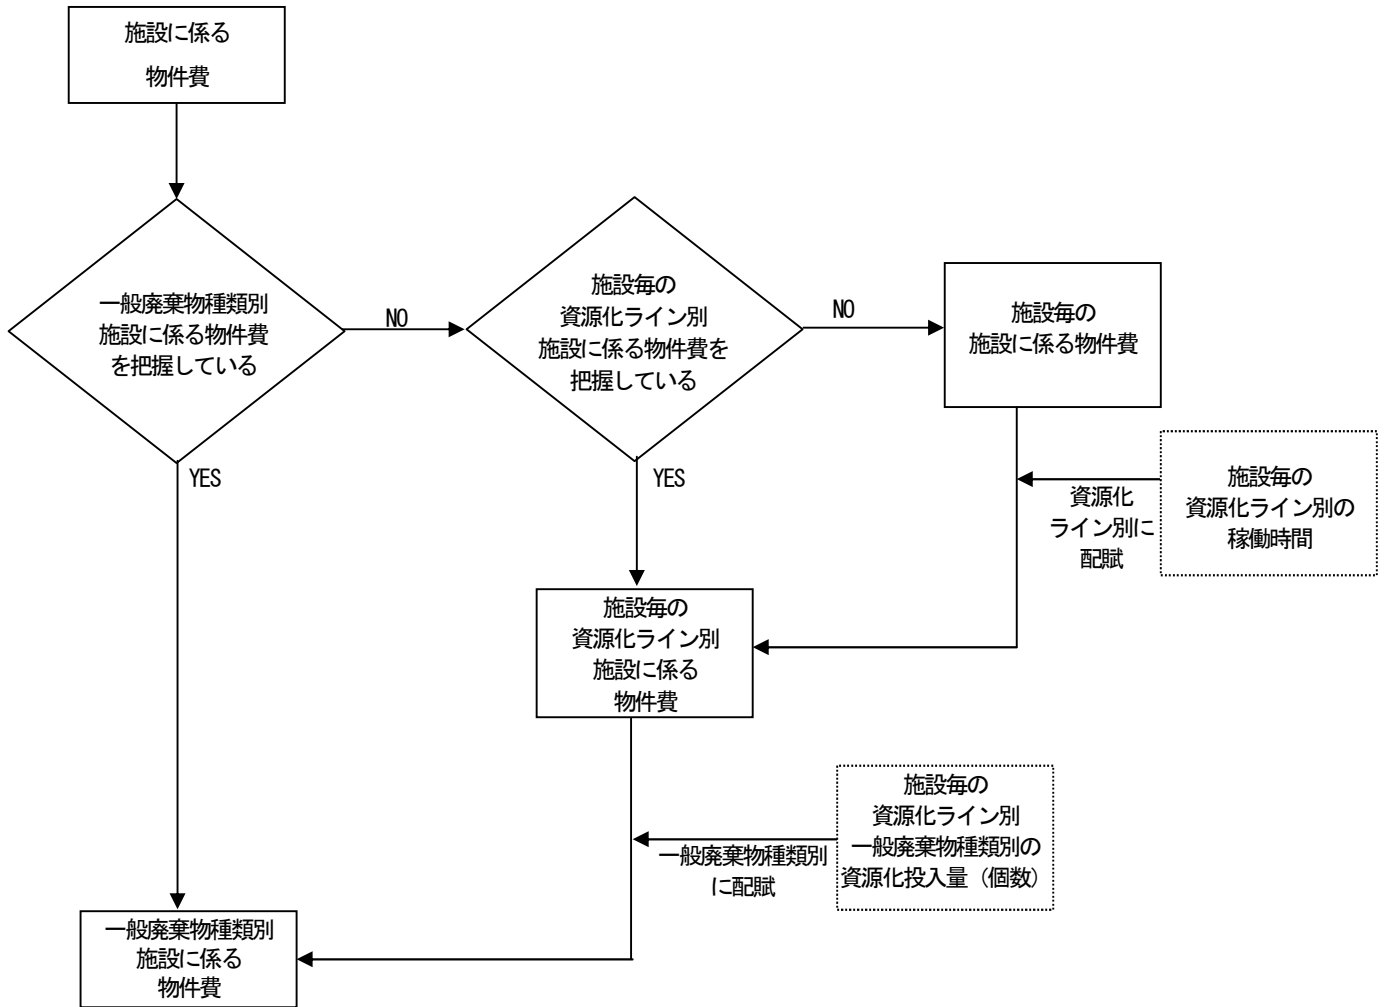 施設に係る
物件費
一般廃棄物種類別
施設に係る物件費
を把握している
NO
施設毎の
資源化ライン別
施設に係る物件費を
把握している
NO
施設毎の
施設に係る物件費
YES
YES
資源化
ライン別に
配賦
施設毎の
資源化ライン別の
稼働時間
施設毎の
資源化ライン別
施設に係る
物件費
一般廃棄物種類別
に配賦
施設毎の
資源化ライン別
一般廃棄物種類別の
資源化投入量（個数）
一般廃棄物種類別
施設に係る
物件費